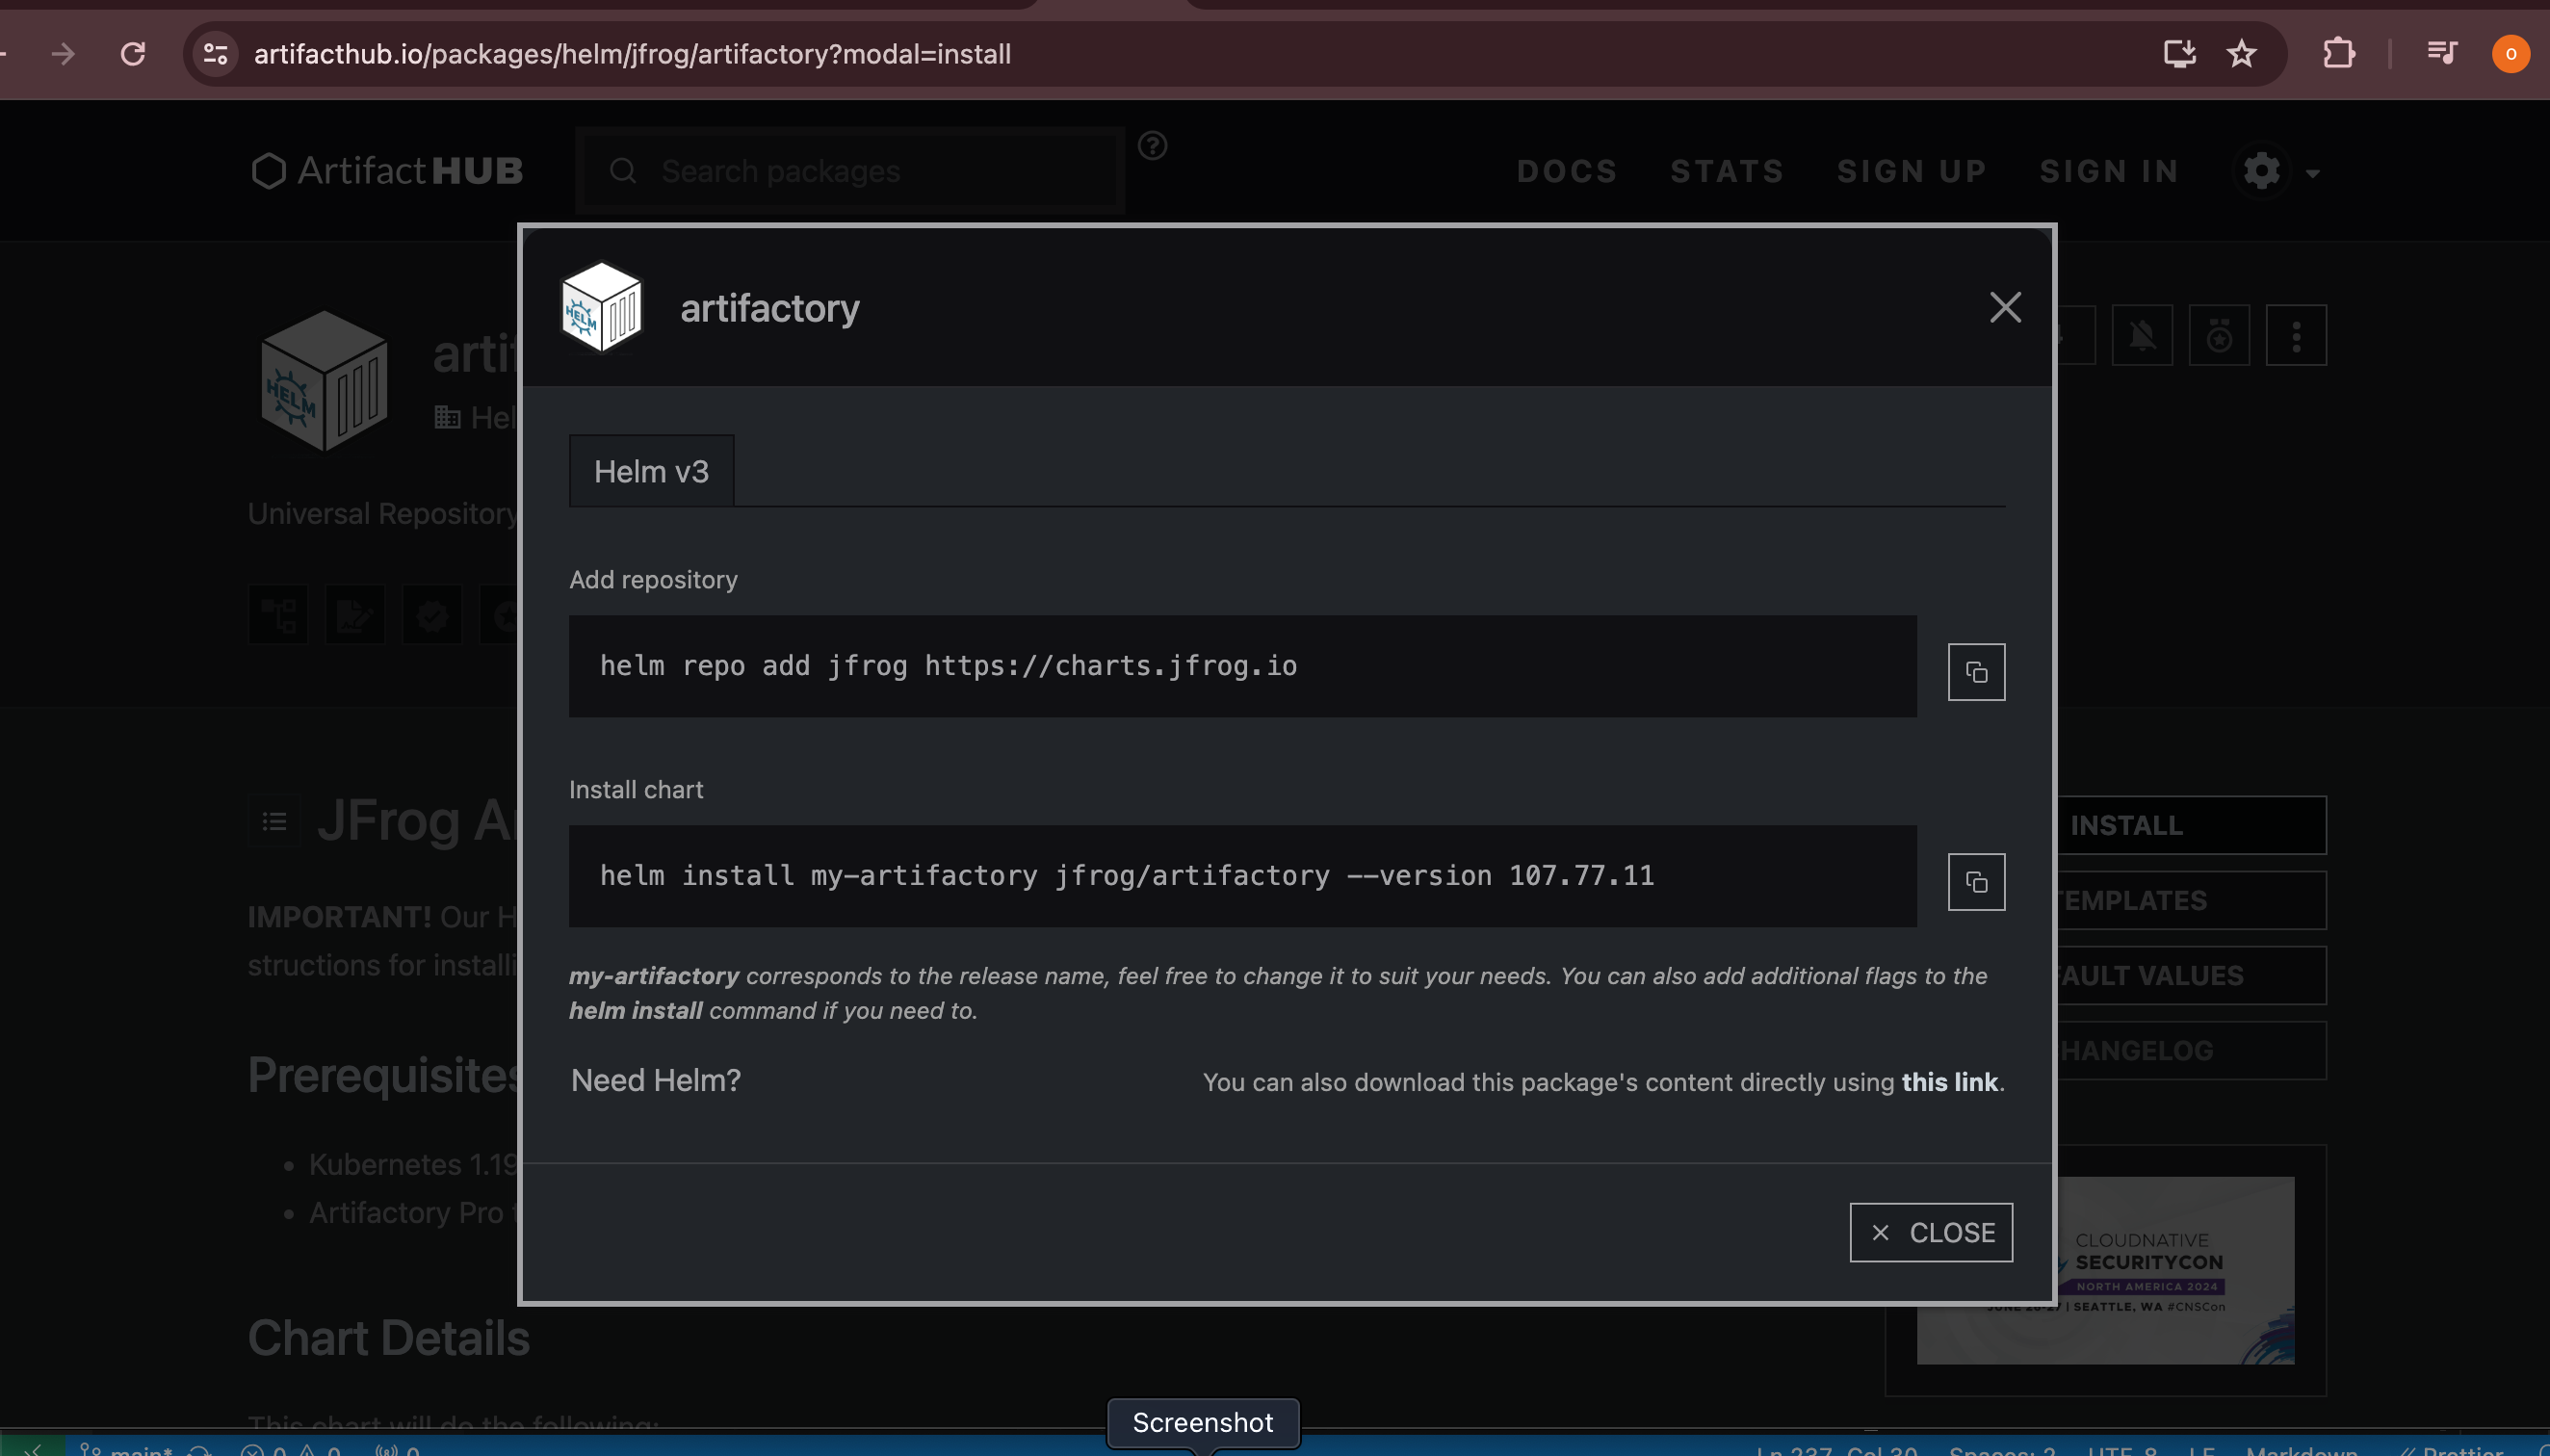 artifacthub.io/packages/helm/jfrog/artifactory?modal=install
O
Artifact HUB
Search packages
?
DOCS
STATS
SIGN UP
SIGN IN
HELM
artifactory
HELM
Universal Repository
Helm v3
Add repository
helm repo add jfrog https://charts.jfrog.io
Install chart
helm install my-artifactory jfrog/artifactory --version 107.77.11
my-artifactory corresponds to the release name, feel free to change it to suit your needs. You can also add additional flags to the
helm install command if you need to.
Need Helm?
You can also download this package's content directly using this link.
CLOSE
JFrog
IMPORTANT! Our
structions for
Prerequisites
Kubernetes 1.19
Artifactory Pro
Chart Details
This chart will do the following:
INSTALL
TEMPLATES
VALUES
CLOUDNATIVE
SECURITYCON
NORTH AMERICA 2024
| SEATTLE, WA #CNSCon
Screenshot
main*
0
0
0
Ln 237, Col 30
Spaces: 2
UTF-8
LF
Markdown
Prettier